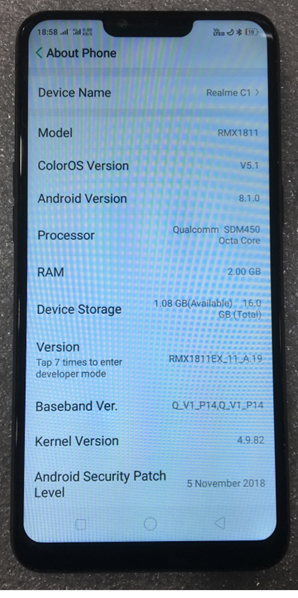 18:58
About Phone
Device Name Realme C1
Model RMX1811
ColorOS Version V5.1
Android Version 8.1.0
Processor Qualcomm SDM450
Octa Core
RAM 2.00 GB
Device Storage 1.08 GB(Available) 16.0
GB (Total)
Version
Tap 7 times to enter
developer mode
RMX1811EX_11_A.19
Baseband Ver. Q_V1_P14,Q_V1_P14
Kernel Version 4.9.82
Android Security Patch
Level
5 November 2018